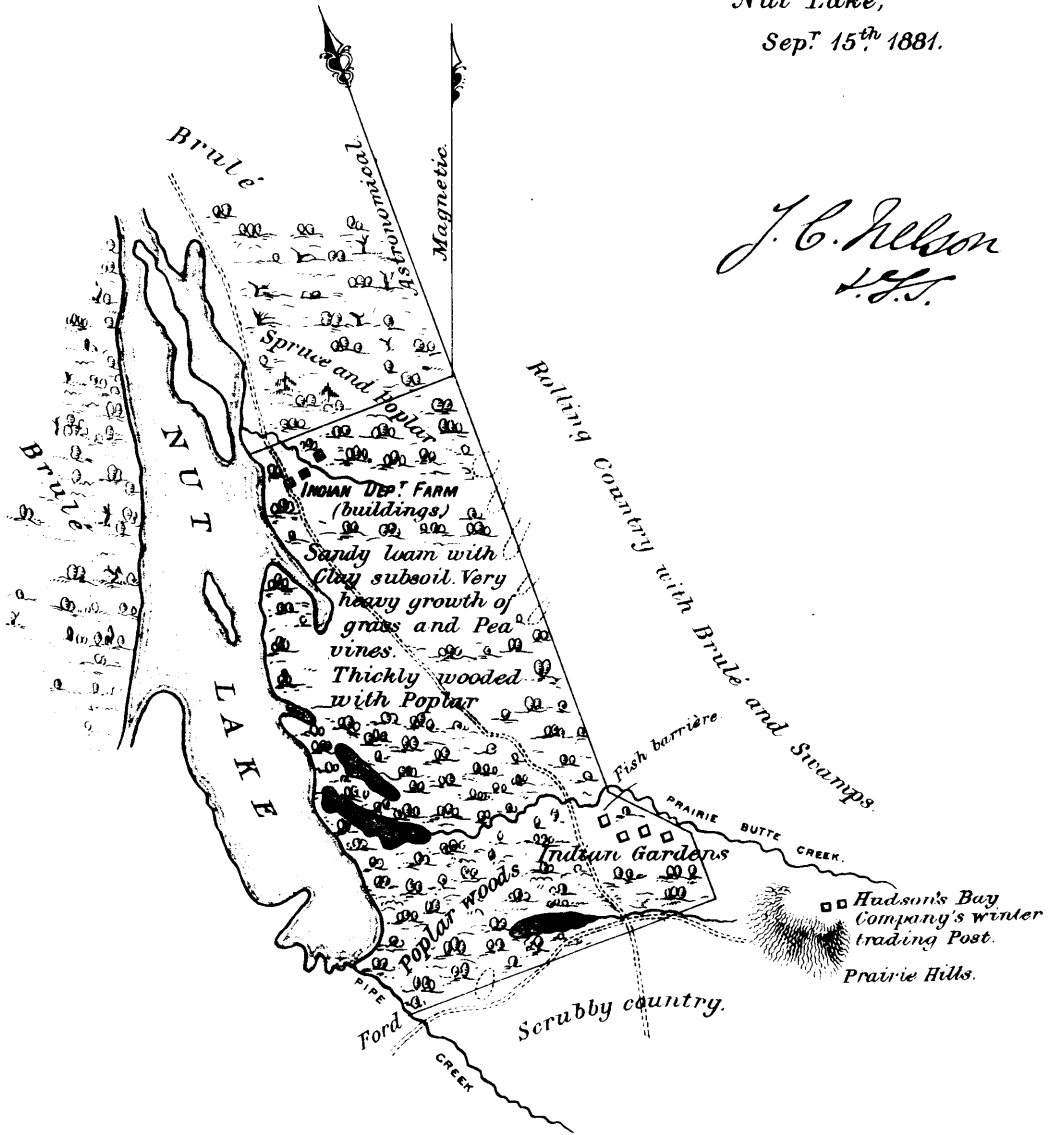 Nut Lake,
Sep.r 15th 1881.
J. C. Nelson
D.L.S.
Astronomical.
Magnetic.
Brulé
Spruce and Poplar
Rolling Country with Brulé and Swamps.
Brulé
NUT LAKE
INDIAN DEP.T FARM
(buildings)
Sandy loam with
Clay subsoil. Very
heavy growth of
grass and Pea
vines.
Thickly wooded
with Poplar
Fish barrière
PRAIRIE BUTTE CREEK.
Indian Gardens
Poplar woods
Hudson's Bay
Company's winter
trading Post.
Prairie Hills.
PIPE CREEK
Ford
Scrubby country.